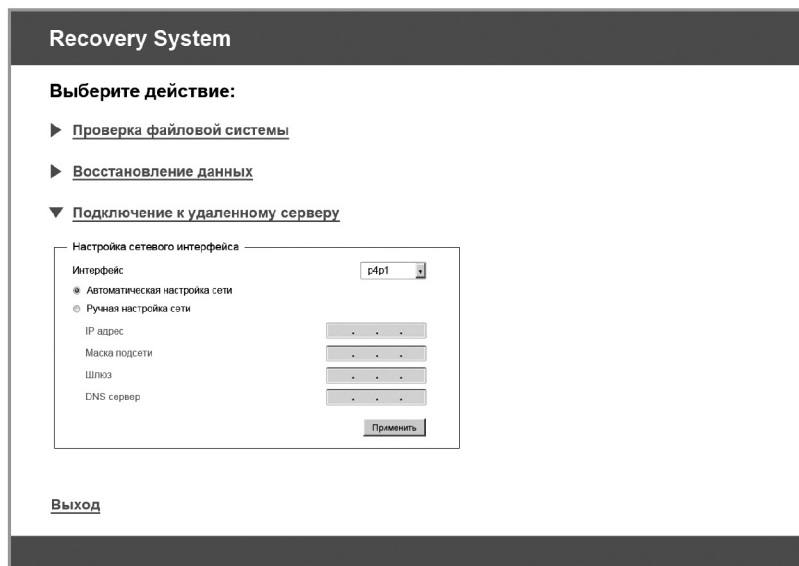 Recovery System
Выберите действие:
Проверка файловой системы
Восстановление данных
Подключение к удаленному серверу
Настройка сетевого интерфейса
Интерфейс p4p1
Автоматическая настройка сети
Ручная настройка сети
IP адрес
Маска подсети
Шлюз
DNS сервер
Применить
Выход